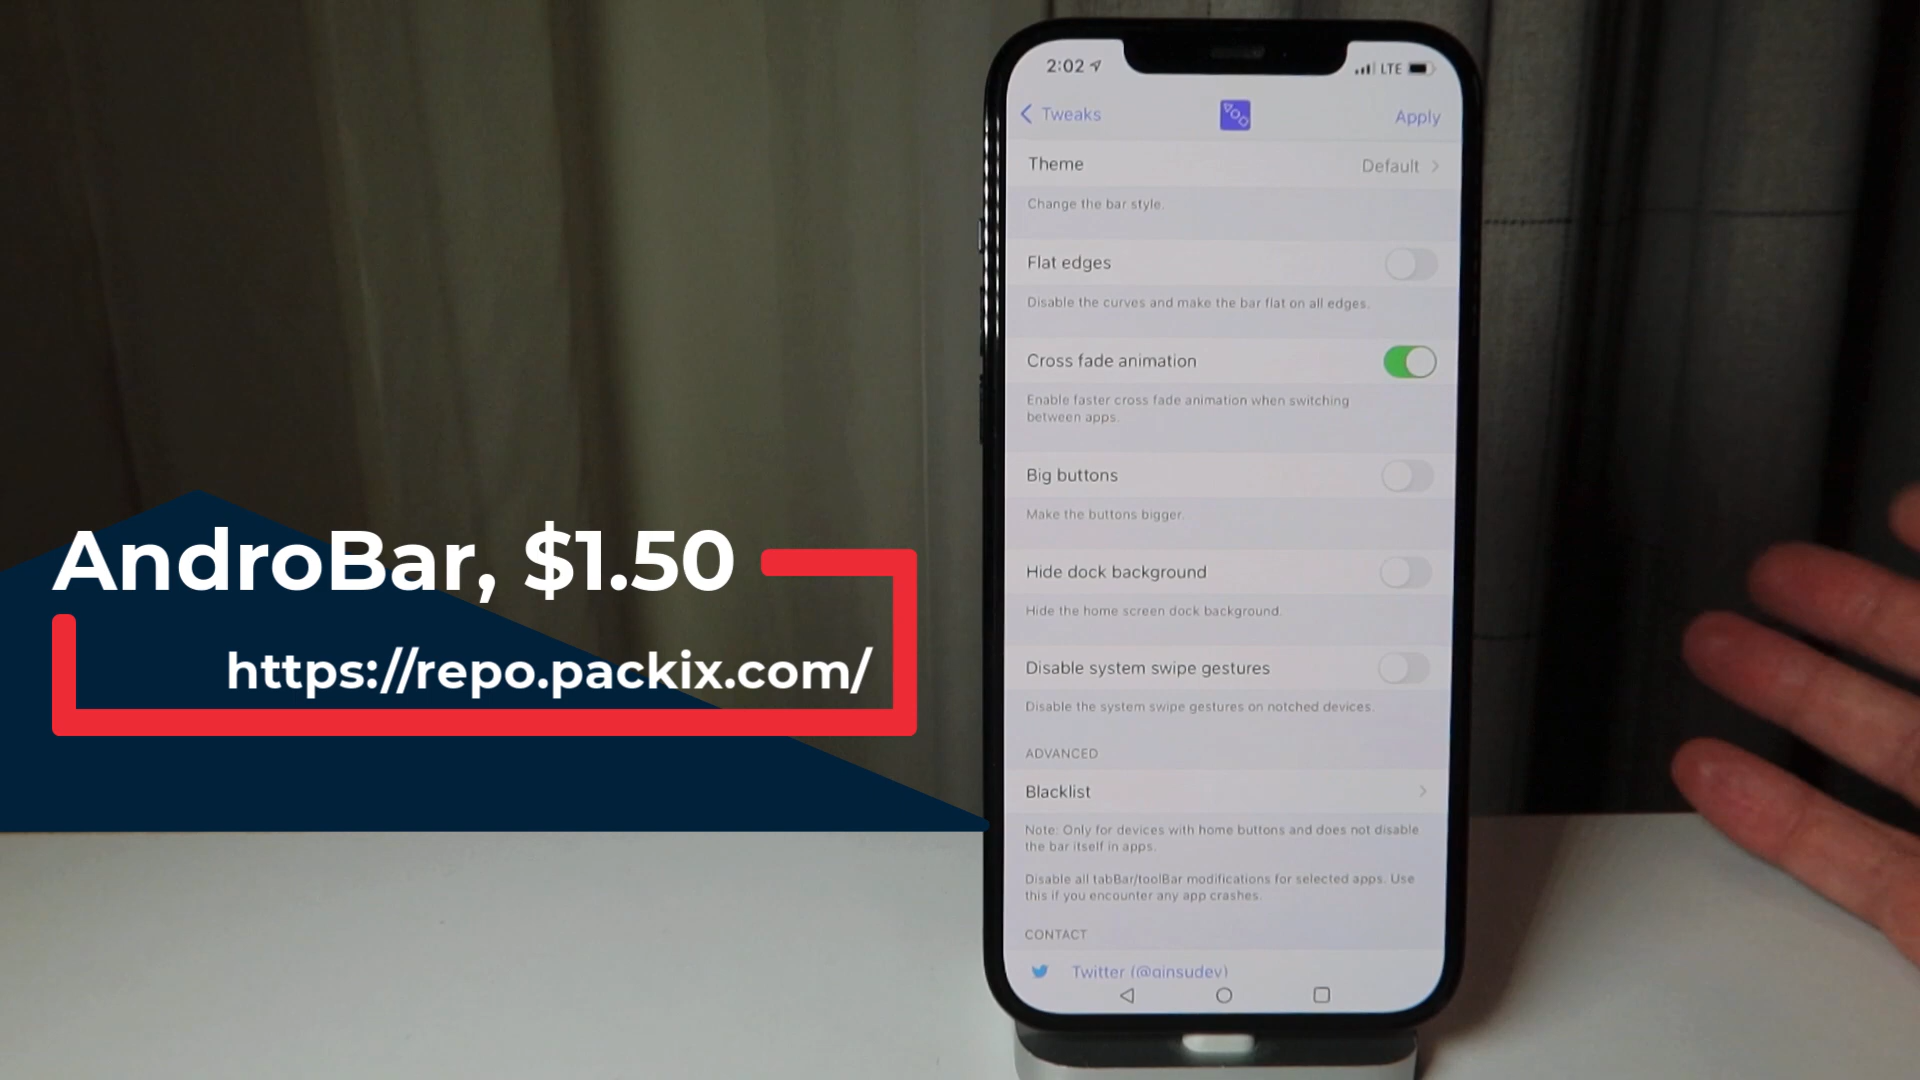 AndroBar, $1.50
https://repo.packix.com/
2:02
LTE
Tweaks
Apply
Theme
Default
Change the bar style.
Flat edges
Disable the curves and make the bar flat on all edges.
Cross fade animation
Enable faster cross fade animation when switching
between apps.
Big buttons
Make the buttons bigger.
Hide dock background
Hide the home screen dock background.
Disable system swipe gestures
Disable the system swipe gestures on notched devices.
ADVANCED
Blacklist
Note: Only for devices with home buttons and does not disable
the bar itself in apps.
Disable all tabBar/toolBar modifications for selected apps. Use
this if you encounter any app crashes.
CONTACT
Twitter (@ginsudev)